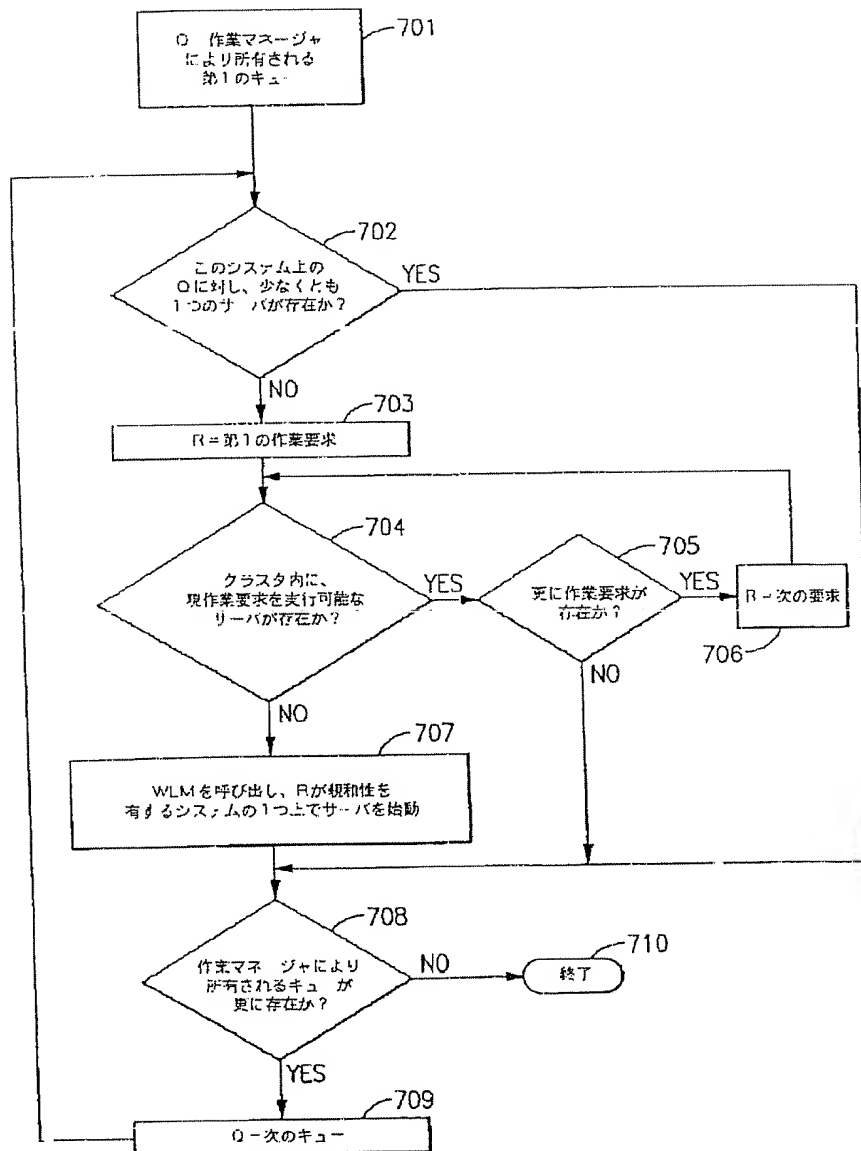 Q 作業マネージャ
により所有される
第1のキュー
701
702
このシステム上の
Qに対し、少なくとも
1つのサーバが存在か?
YES
NO
703
R=第1の作業要求
704
クラスタ内に、
現作業要求を実行可能な
サーバが存在か?
YES
NO
705
更に作業要求が
存在か?
YES
NO
R=次の要求
706
707
WLMを呼び出し、Rが親和性を
有するシステムの1つ上でサーバを始動
708
作業マネージャにより
所有されるキューが
更に存在か?
NO
YES
710
終了
709
Q=次のキュー